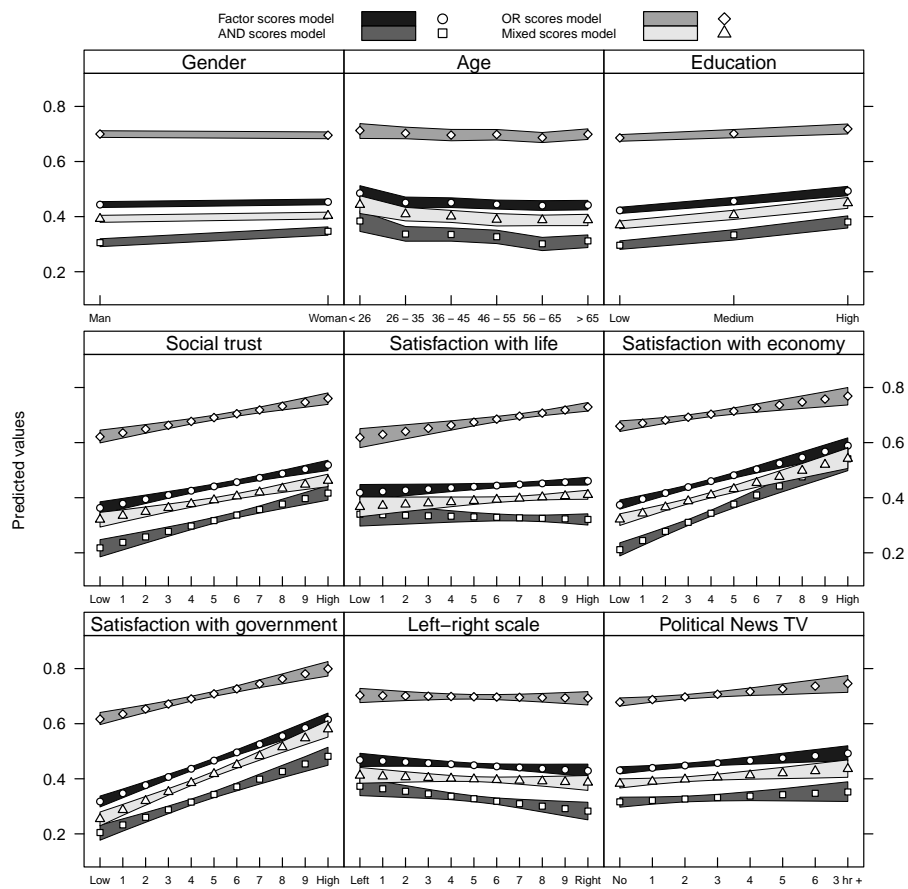 Factor scores model OR scores model
AND scores model Mixed scores model
Gender Age Education
0.8
0.6
0.4
0.2
Man Woman < 26 26 − 35 36 − 45 46 − 55 56 − 65 > 65 Low Medium High
Social trust Satisfaction with life Satisfaction with economy
Predicted values
0.8
0.6
0.4
0.2
Low 1 2 3 4 5 6 7 8 9 High Low 1 2 3 4 5 6 7 8 9 High Low 1 2 3 4 5 6 7 8 9 High
Satisfaction with government Left−right scale Political News TV
0.8
0.6
0.4
0.2
Low 1 2 3 4 5 6 7 8 9 High Left 1 2 3 4 5 6 7 8 9 Right No 1 2 3 4 5 6 3 hr +